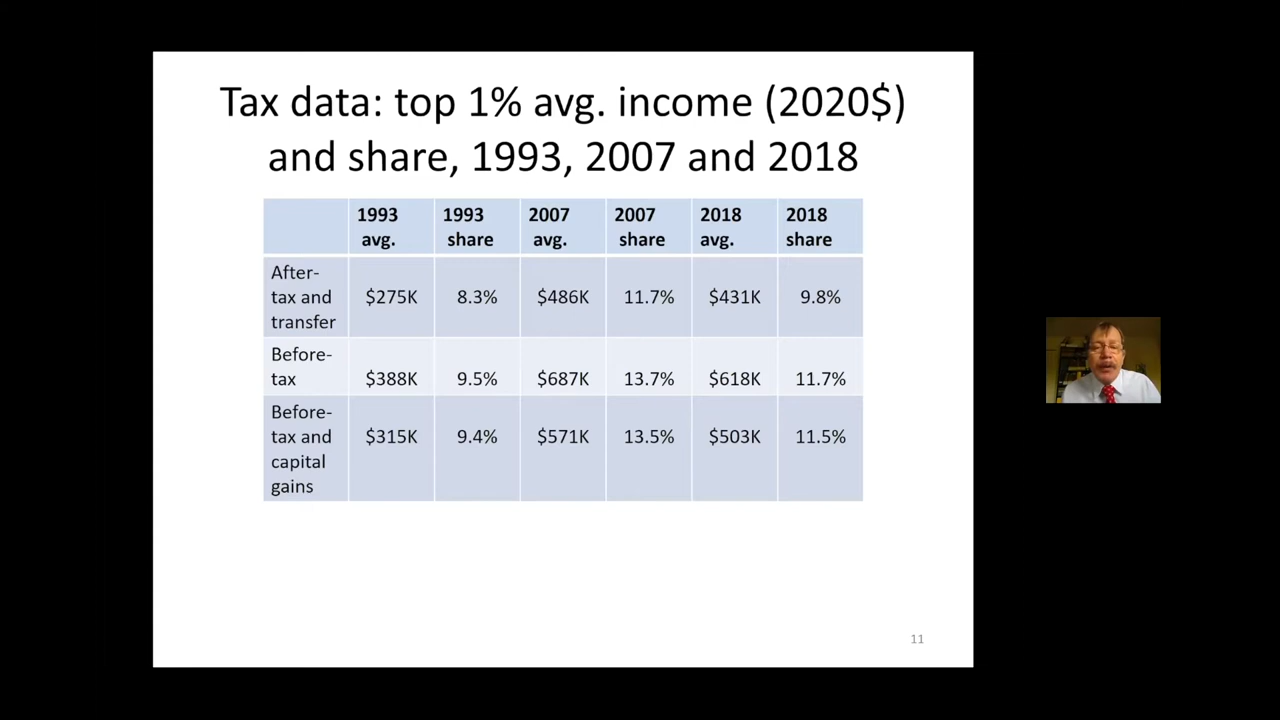 Tax data: top 1% avg. income (2020$)
and share, 1993, 2007 and 2018
1993 avg. 1993 share 2007 avg. 2007 share 2018 avg. 2018 share
After-tax and transfer $275K 8.3% $486K 11.7% $431K 9.8%
Before-tax $388K 9.5% $687K 13.7% $618K 11.7%
Before-tax and capital gains $315K 9.4% $571K 13.5% $503K 11.5%
11